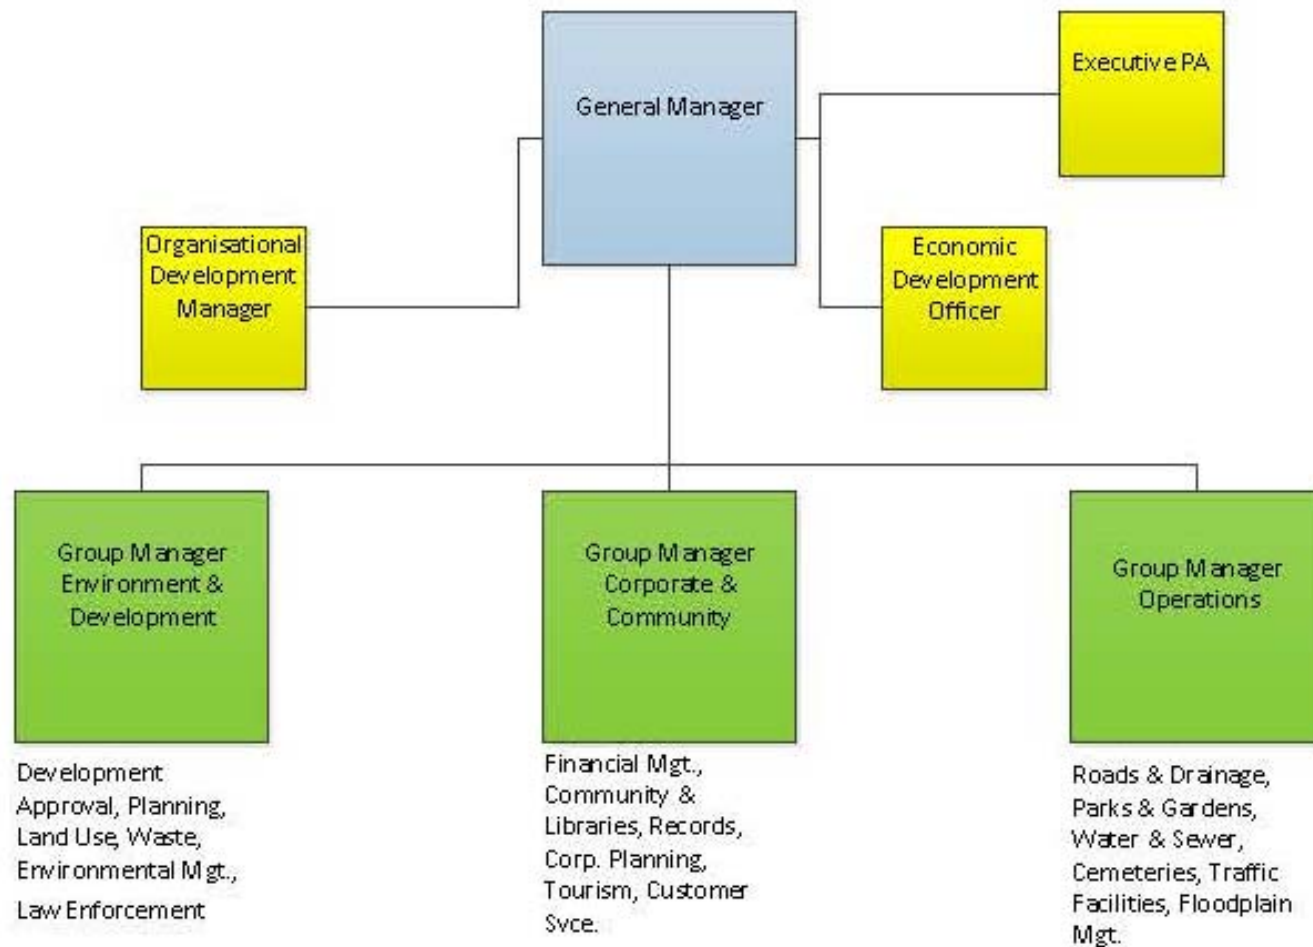 General Manager
Executive PA
Organisational
Development
Manager
Economic
Development
Officer
Group Manager
Environment &
Development
Group Manager
Corporate &
Community
Group Manager
Operations
Development
Approval, Planning,
Land Use, Waste,
Environmental Mgt.,
Law Enforcement
Financial Mgt.,
Community &
Libraries, Records,
Corp. Planning,
Tourism, Customer
Svce.
Roads & Drainage,
Parks & Gardens,
Water & Sewer,
Cemeteries, Traffic
Facilities, Floodplain
Mgt.